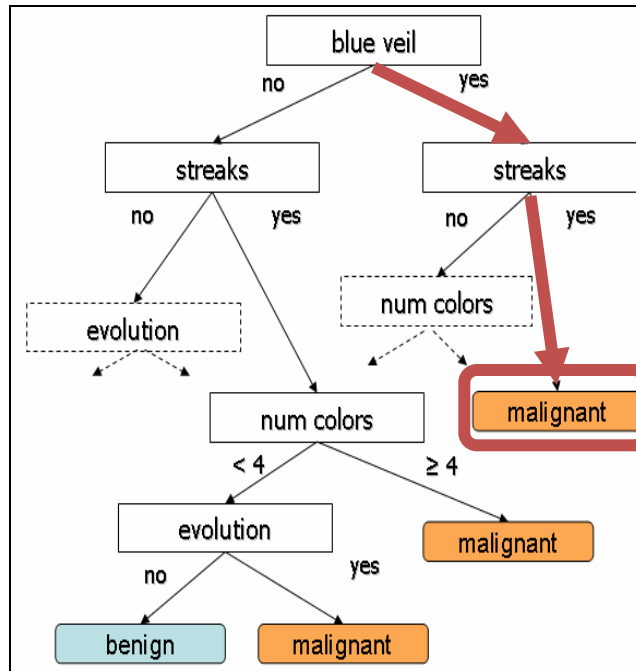 blue veil
no
yes
streaks
streaks
no
yes
no
yes
evolution
num colors
num colors
malignant
< 4
≥ 4
evolution
malignant
no
yes
benign
malignant